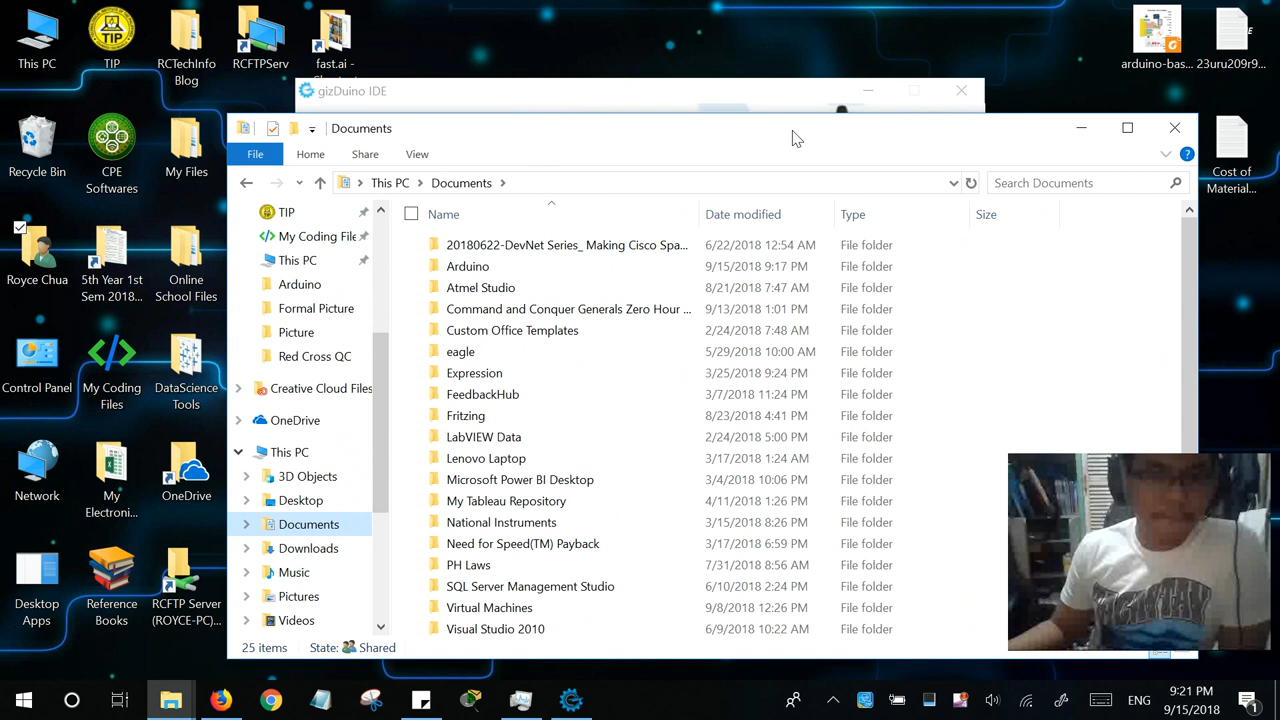 This PC
TIP
RCTechInfo
Blog
RCFTPServ
fast.ai -
arduino-bas...
23uru209r9...
gizDuino IDE
Documents
File
Home
Share
View
This PC
Documents
Search Documents
Recycle Bin
CPE
Softwares
My Files
Cost of
Material...
Royce Chua
5th Year 1st
Sem 2018...
Online
School Files
Control Panel
My Coding
Files
DataScience
Tools
Network
My
Electroni...
OneDrive
Desktop
Apps
Reference
Books
RCFTP Server
(ROYCE-PC)...
TIP
My Coding File
This PC
Arduino
Formal Picture
Picture
Red Cross QC
Creative Cloud Files
OneDrive
This PC
3D Objects
Desktop
Documents
Downloads
Music
Pictures
Videos
Name Date modified Type Size
20180622-DevNet Series_ Making Cisco Spa... 6/22/2018 12:54 AM File folder
Arduino 9/15/2018 9:17 PM File folder
Atmel Studio 8/21/2018 7:47 AM File folder
Command and Conquer Generals Zero Hour ... 9/13/2018 1:01 PM File folder
Custom Office Templates 2/24/2018 7:48 AM File folder
eagle 5/29/2018 10:00 AM File folder
Expression 3/25/2018 9:24 PM File folder
FeedbackHub 3/7/2018 11:24 PM File folder
Fritzing 8/23/2018 4:41 PM File folder
LabVIEW Data 2/24/2018 5:00 PM File folder
Lenovo Laptop 3/17/2018 1:24 AM File folder
Microsoft Power BI Desktop 3/4/2018 10:06 PM File folder
My Tableau Repository 4/11/2018 1:26 PM File folder
National Instruments 3/15/2018 8:26 PM File folder
Need for Speed(TM) Payback 3/17/2018 6:59 PM File folder
PH Laws 7/31/2018 8:56 AM File folder
SQL Server Management Studio 6/10/2018 2:24 PM File folder
Virtual Machines 9/8/2018 12:26 PM File folder
Visual Studio 2010 6/9/2018 10:22 AM File folder
25 items State: Shared
ENG
9:21 PM
9/15/2018
1